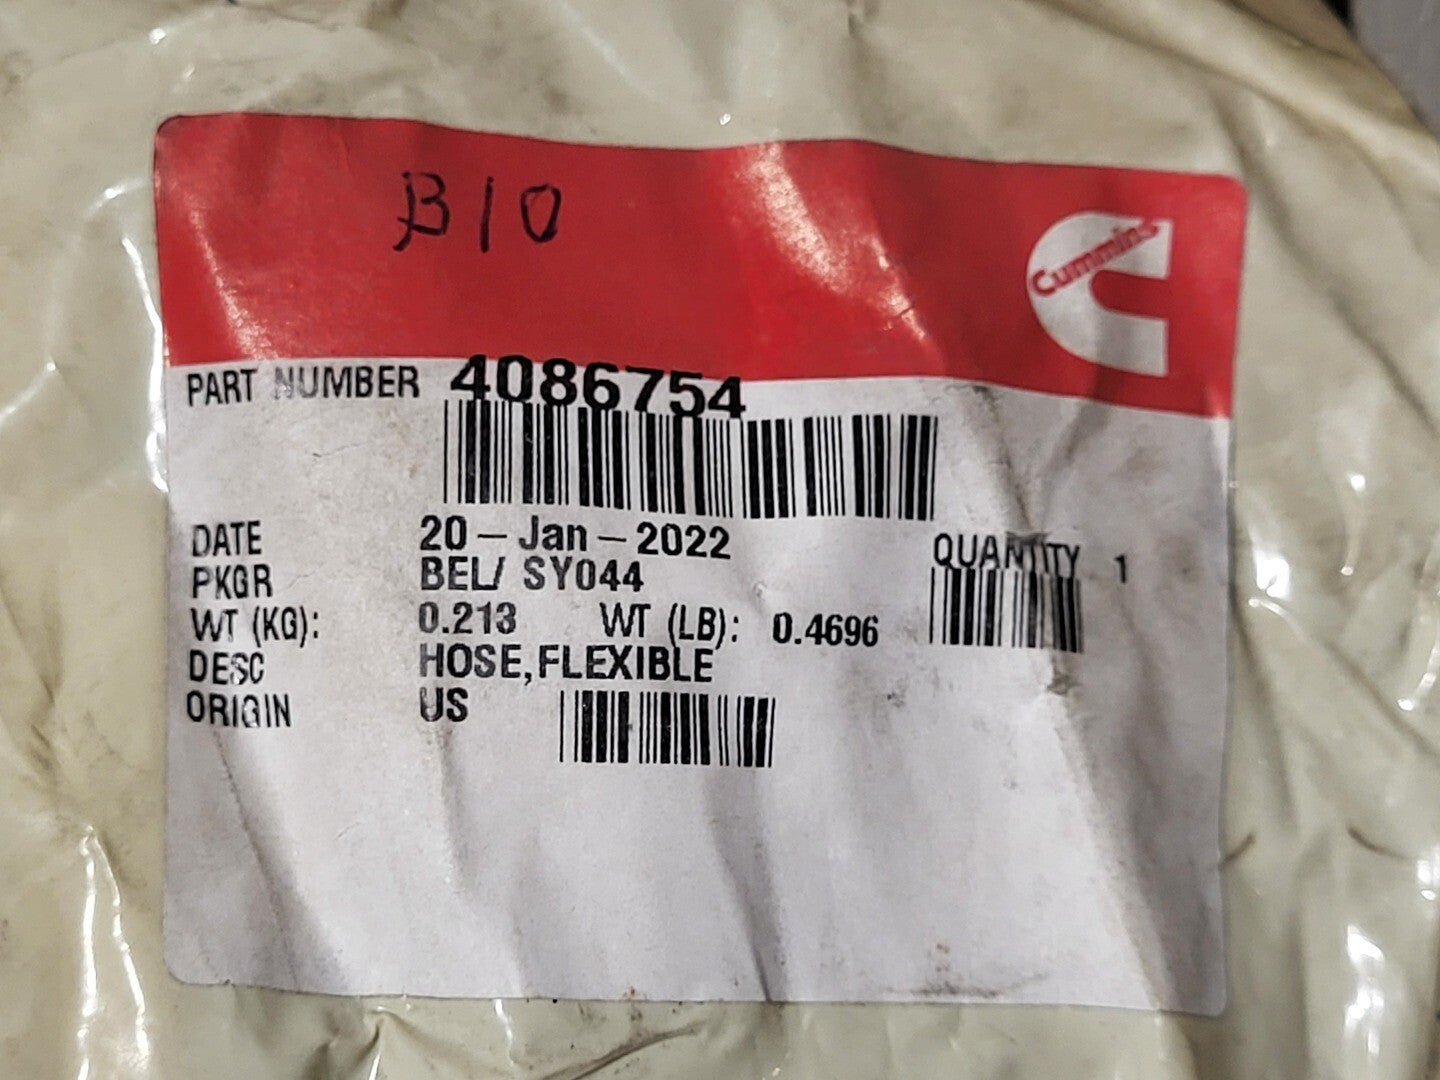 B10
Cummins
PART NUMBER 4086754
DATE 20-Jan-2022
QUANTITY 1
PKGR BEL/ SY044
WT (KG): 0.213 WT (LB): 0.4696
DESC HOSE,FLEXIBLE
ORIGIN US